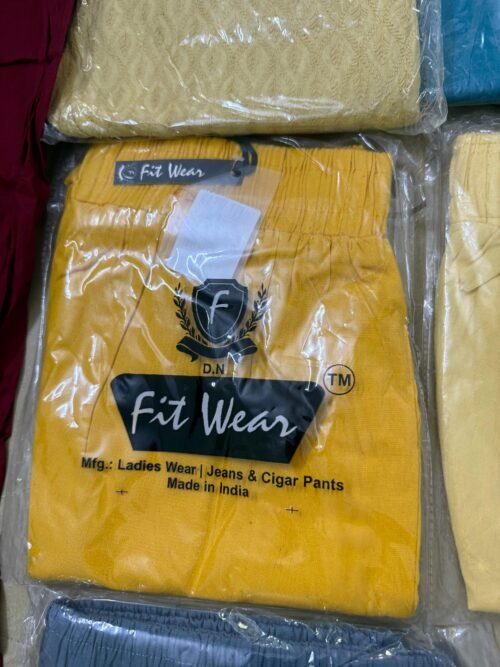 Fit Wear
F
D.N
TM
Fit Wear
Mfg.: Ladies Wear | Jeans & Cigar Pants
Made in India